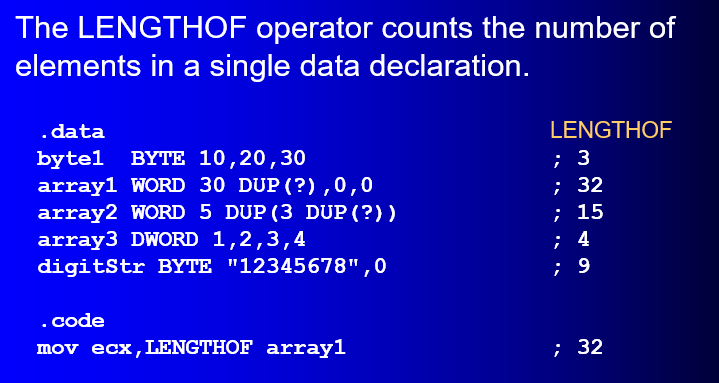 The LENGTHOF operator counts the number of
elements in a single data declaration.
.data LENGTHOF
byte1 BYTE 10,20,30 ; 3
array1 WORD 30 DUP(?),0,0 ; 32
array2 WORD 5 DUP(3 DUP(?)) ; 15
array3 DWORD 1,2,3,4 ; 4
digitStr BYTE "12345678",0 ; 9
.code
mov ecx,LENGTHOF array1 ; 32